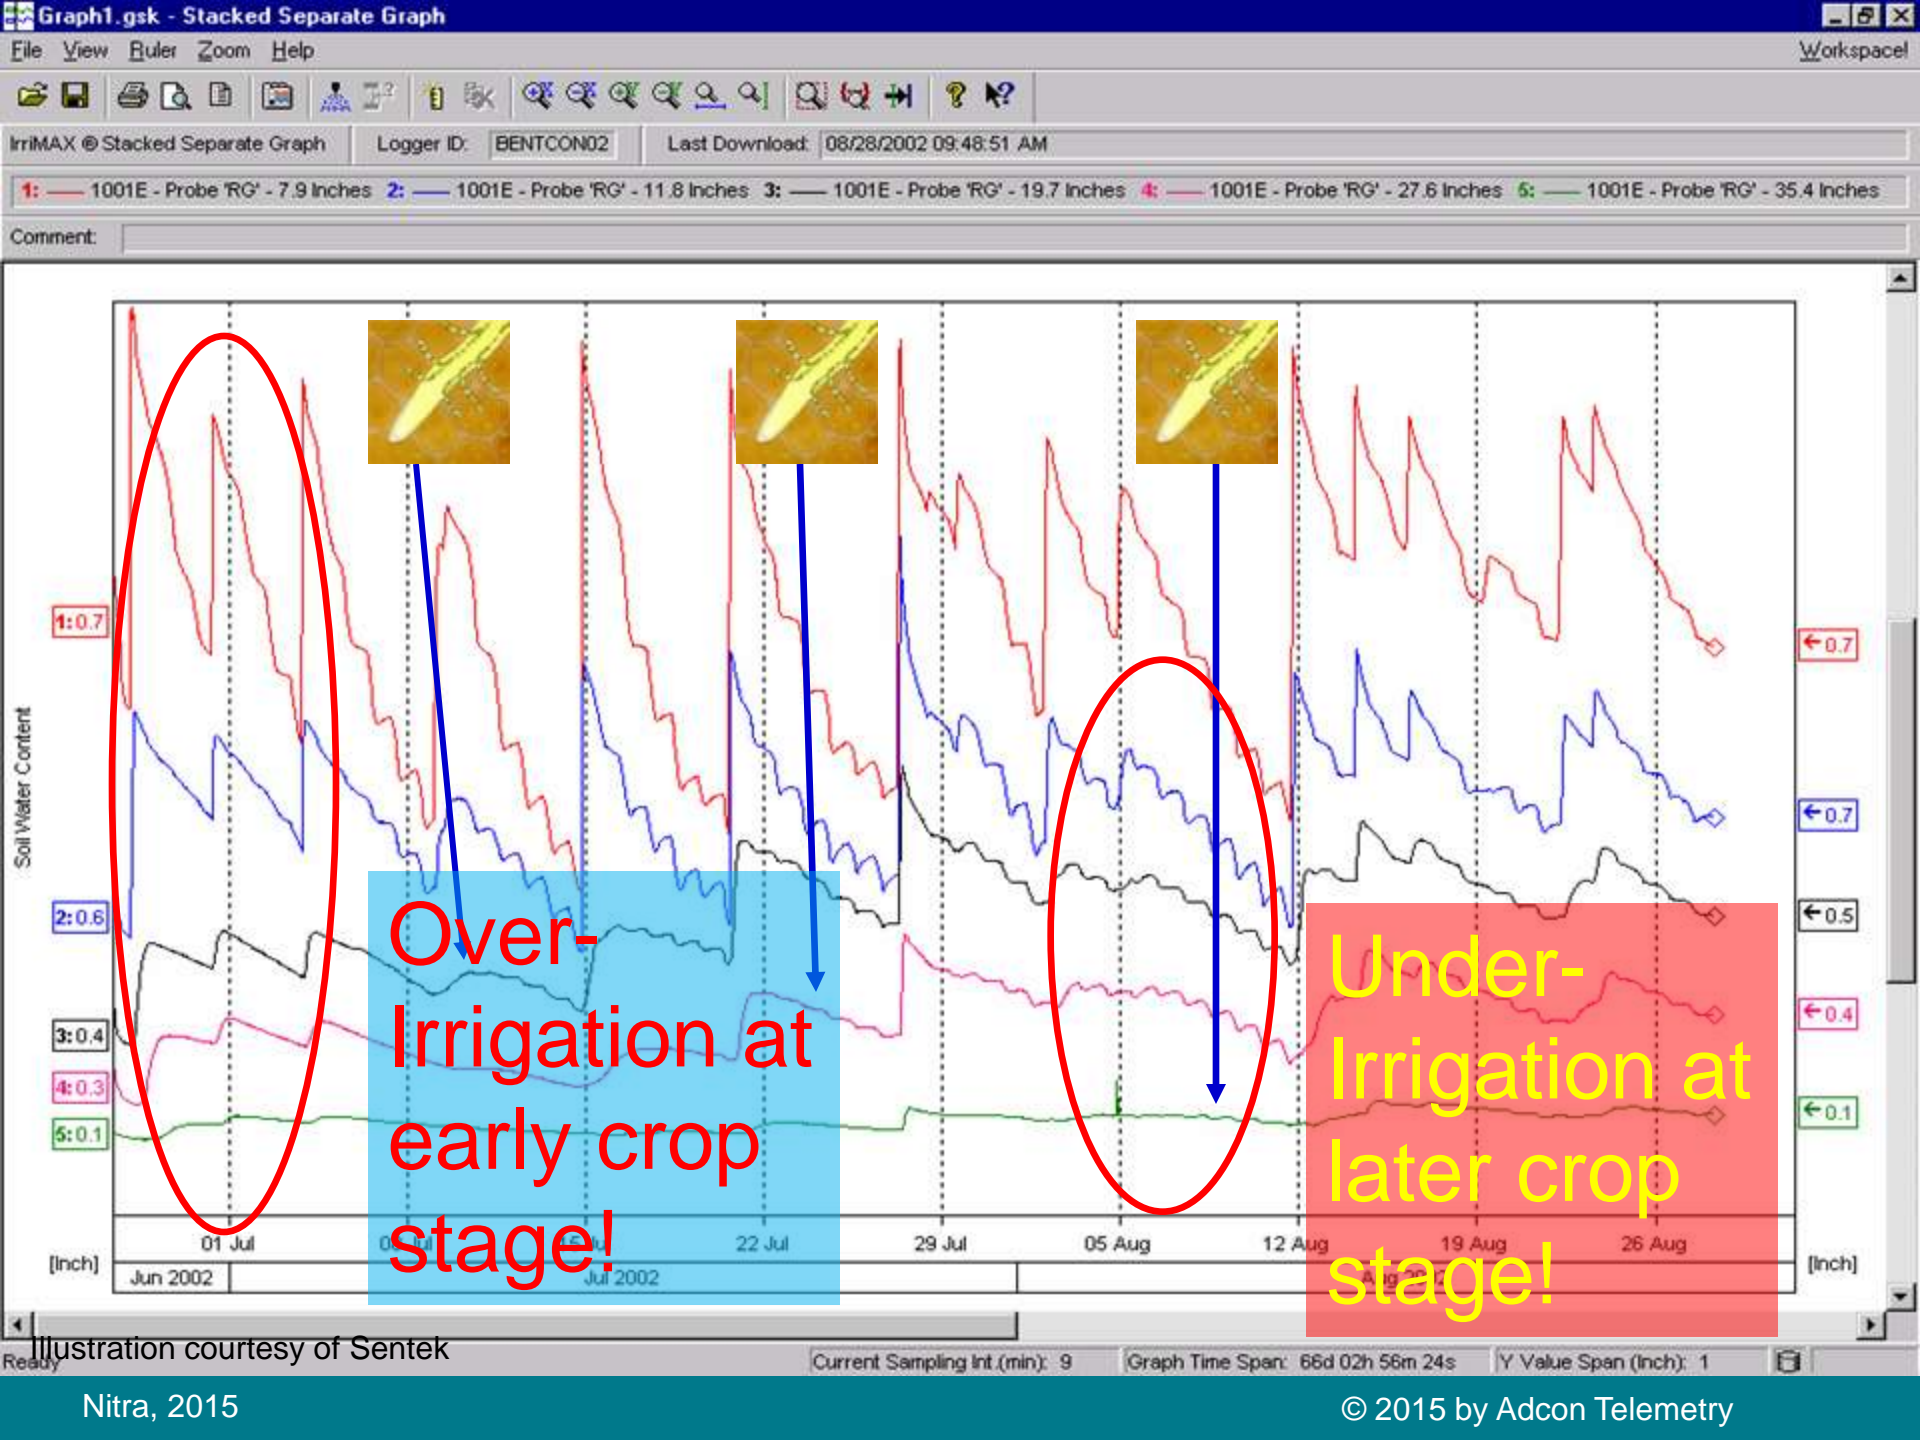 Graph1.gsk - Stacked Separate Graph
File View Ruler Zoom Help Workspace!
IrriMAX ® Stacked Separate Graph Logger ID: BENTCON02 Last Download: 08/28/2002 09:48:51 AM
1: 1001E - Probe 'RG' - 7.9 Inches 2: 1001E - Probe 'RG' - 11.8 Inches 3: 1001E - Probe 'RG' - 19.7 Inches 4: 1001E - Probe 'RG' - 27.6 Inches 5: 1001E - Probe 'RG' - 35.4 Inches
Comment:
Soil Water Content
1: 0.7
2: 0.6
3: 0.4
4: 0.3
5: 0.1
0.7
0.7
0.5
0.4
0.1
Over-
Irrigation at
early crop
stage!
Under-
Irrigation at
later crop
stage!
01 Jul 08 Jul 15 Jul 22 Jul 29 Jul 05 Aug 12 Aug 19 Aug 26 Aug
[Inch] Jun 2002 Jul 2002 Aug 2002 [Inch]
Illustration courtesy of Sentek
Ready Current Sampling Int.(min): 9 Graph Time Span: 66d 02h 56m 24s Y Value Span (Inch): 1
Nitra, 2015 © 2015 by Adcon Telemetry